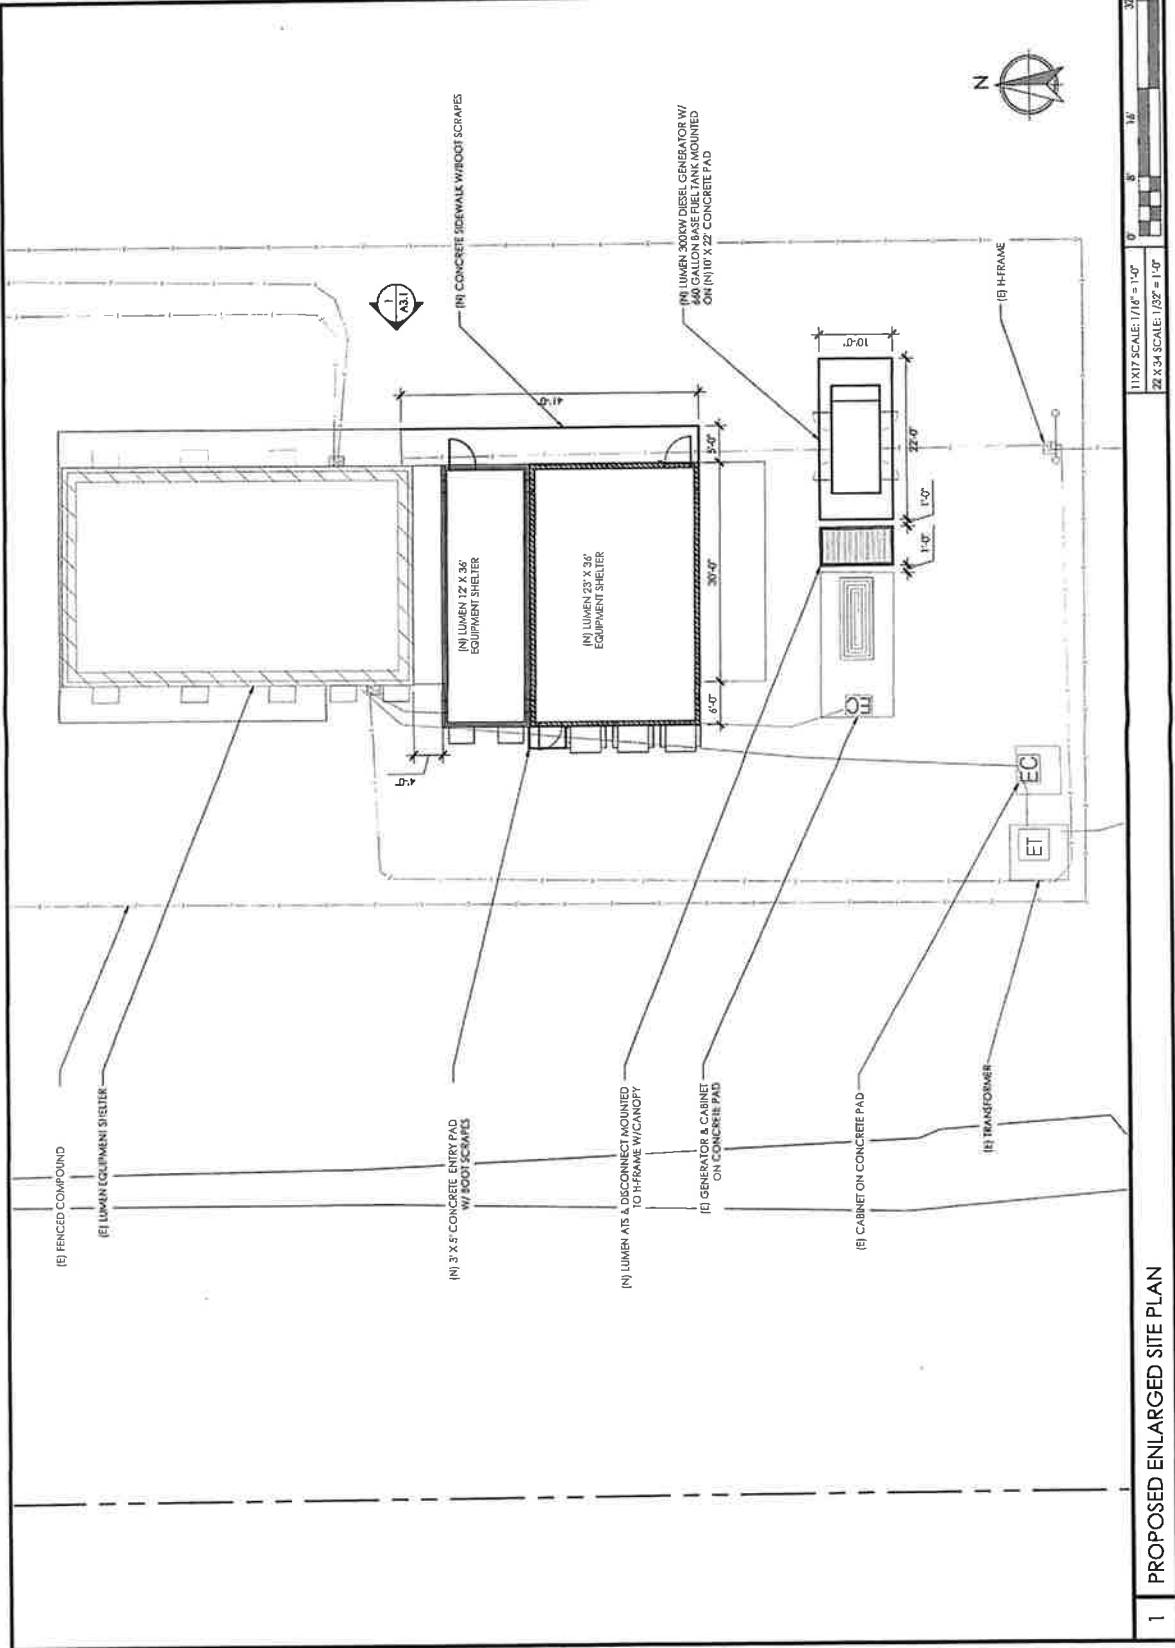 (E) FENCED COMPOUND
(E) LUMEN EQUIPMENT SHELTER
(N) 3' X 5' CONCRETE ENTRY PAD
W/ BOOT SCRAPES
(N) LUMEN ATS & DISCONNECT MOUNTED
TO H-FRAME W/CANOPY
(E) GENERATOR & CABINET
ON CONCRETE PAD
(E) CABINET ON CONCRETE PAD
(E) TRANSFORMER
4'-0"
(N) LUMEN 12' X 36'
EQUIPMENT SHELTER
(N) LUMEN 23' X 36'
EQUIPMENT SHELTER
6'-0"
30'-0"
5'-0"
41'-0"
EC
EC
ET
1'-0"
1'-0"
22'-0"
10'-0"
1
A3.1
(N) CONCRETE SIDEWALK W/BOOT SCRAPES
(N) LUMEN 300KW DIESEL GENERATOR W/
660 GALLON BASE FUEL TANK MOUNTED
ON (N)10' X 22' CONCRETE PAD
(E) H-FRAME
N
1
PROPOSED ENLARGED SITE PLAN
11X17 SCALE: 1/16" = 1'-0"
22 X 34 SCALE: 1/32" = 1'-0"
0'
8'
16'